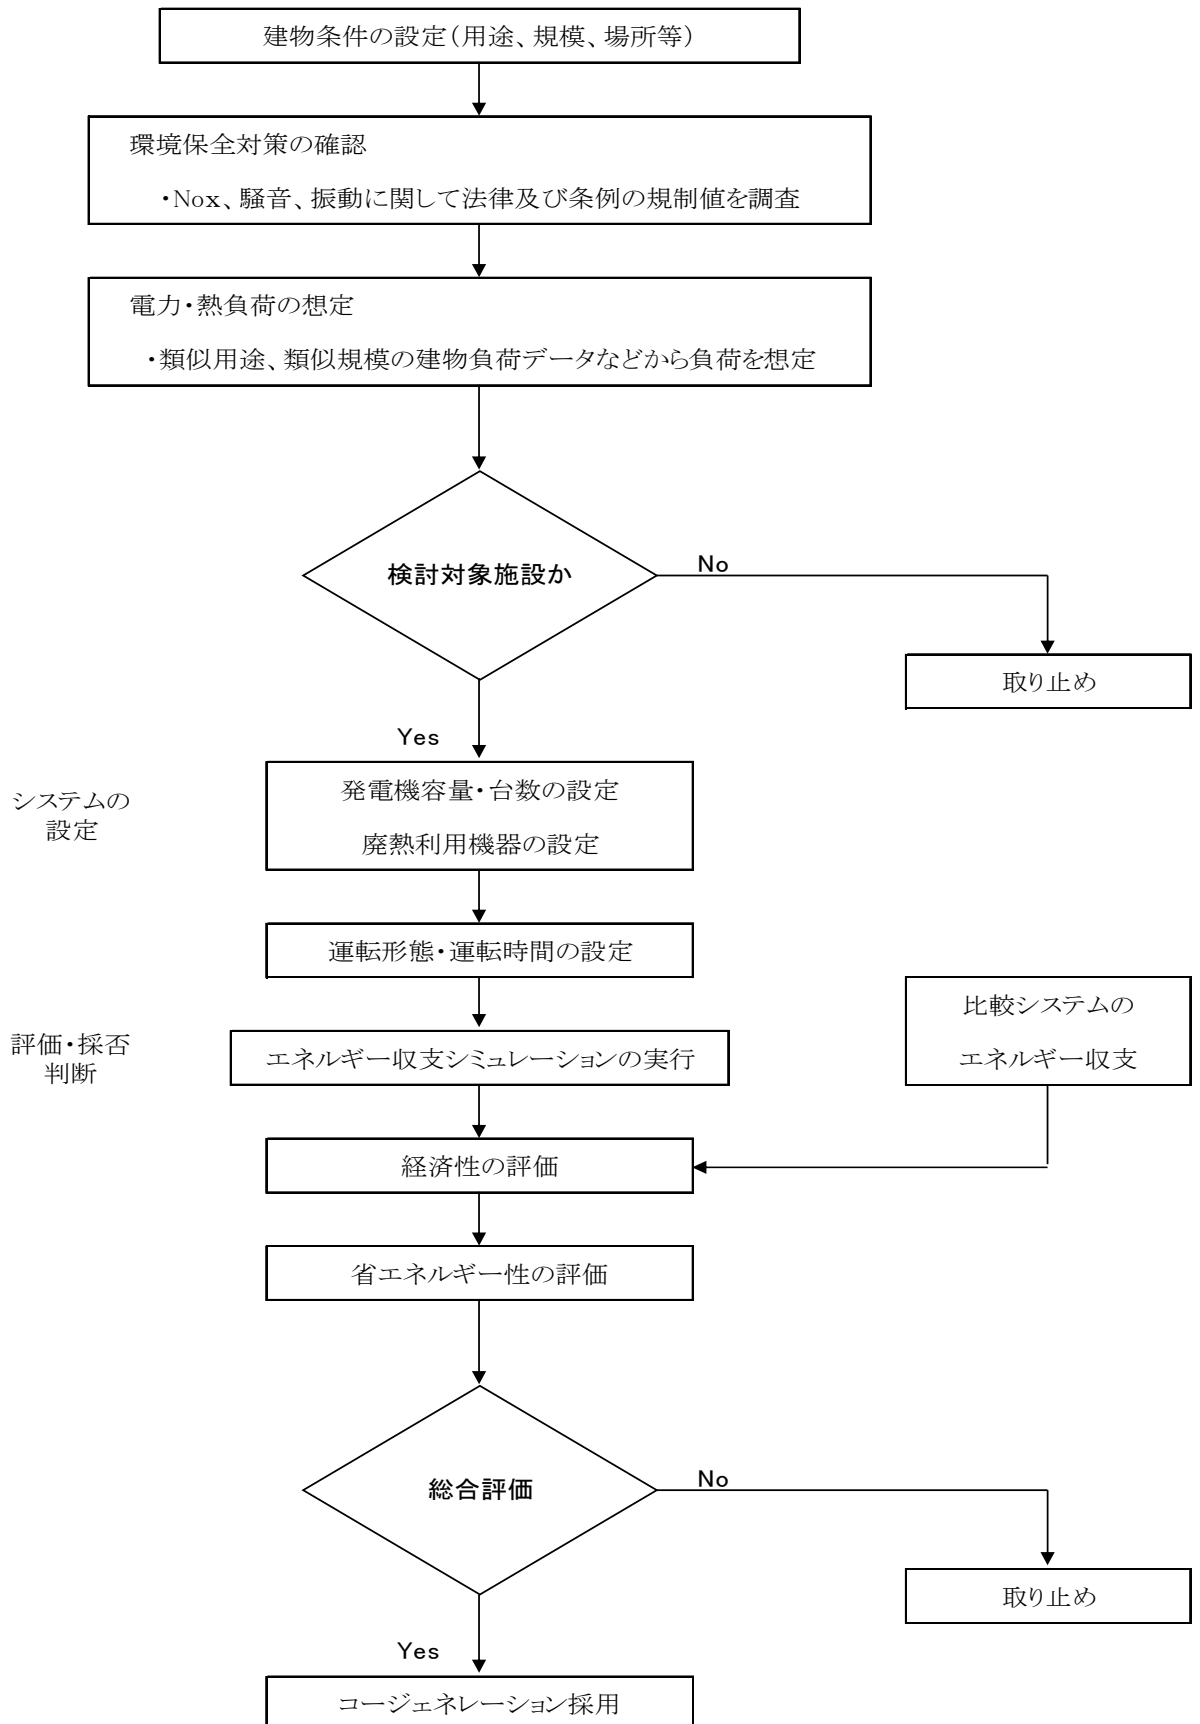 建物条件の設定（用途、規模、場所等）
環境保全対策の確認
・Nox、騒音、振動に関して法律及び条例の規制値を調査
電力・熱負荷の想定
・類似用途、類似規模の建物負荷データなどから負荷を想定
検討対象施設か
No
取り止め
Yes
システムの
設定
発電機容量・台数の設定
廃熱利用機器の設定
運転形態・運転時間の設定
比較システムの
エネルギー収支
評価・採否
判断
エネルギー収支シミュレーションの実行
経済性の評価
省エネルギー性の評価
総合評価
No
取り止め
Yes
コージェネレーション採用